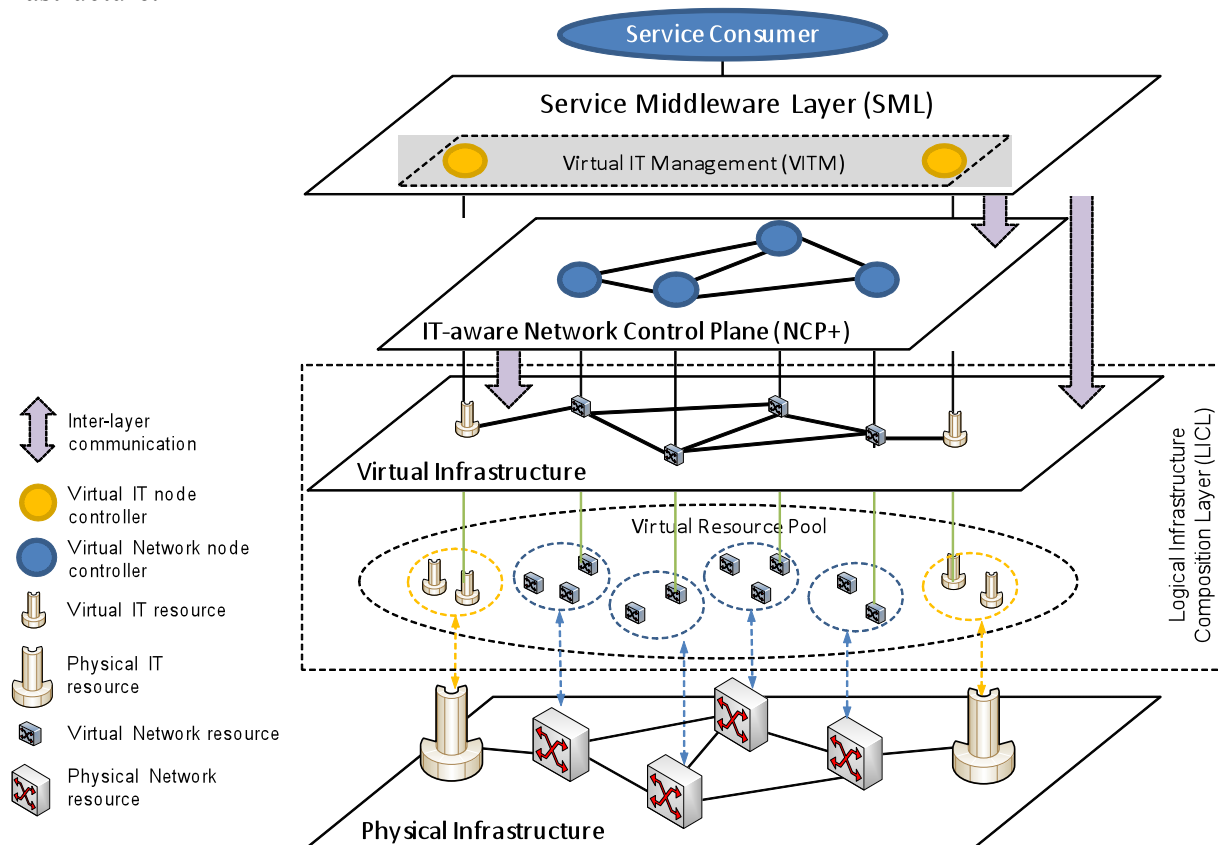 Service Consumer
Service Middleware Layer (SML)
Virtual IT Management (VITM)
IT-aware Network Control Plane (NCP+)
Virtual Infrastructure
Virtual Resource Pool
Logical Infrastructure
Composition Layer (LICL)
Physical Infrastructure
Inter-layer
communication
Virtual IT node
controller
Virtual Network node
controller
Virtual IT resource
Physical IT
resource
Virtual Network resource
Physical Network
resource